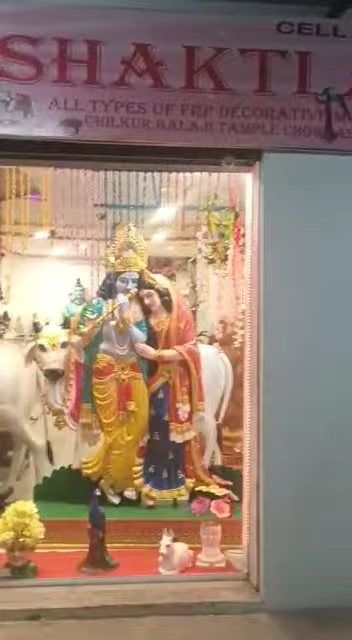 CELL
SHAKTI
ALL TYPES OF FRP DECORATIVE
CHILKUR BALAJI TAMPLE